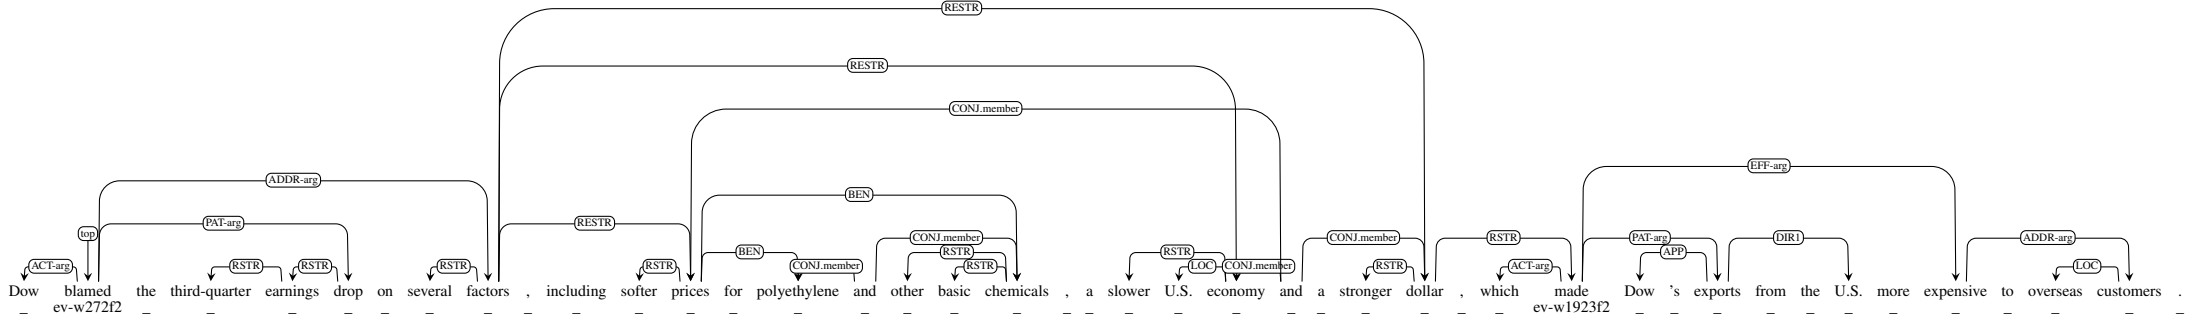 RESTR
RESTR
CONJ.member
EFF-arg
ADDR-arg
BEN
PAT-arg RESTR
top CONJ.member CONJ.member RSTR PAT-arg DIR1 ADDR-arg
BEN RSTR RSTR APP
ACT-arg RSTR RSTR RSTR RSTR CONJ.member RSTR LOC CONJ.member RSTR ACT-arg LOC
Dow blamed the third-quarter earnings drop on several factors , including softer prices for polyethylene and other basic chemicals , a slower U.S. economy and a stronger dollar , which made Dow 's exports from the U.S. more expensive to overseas customers .
_ ev-w272f2 _ _ _ _ _ _ _ _ _ _ _ _ _ _ _ _ _ _ _ _ _ _ _ _ _ _ _ _ ev-w1923f2 _ _ _ _ _ _ _ _ _ _ _ _